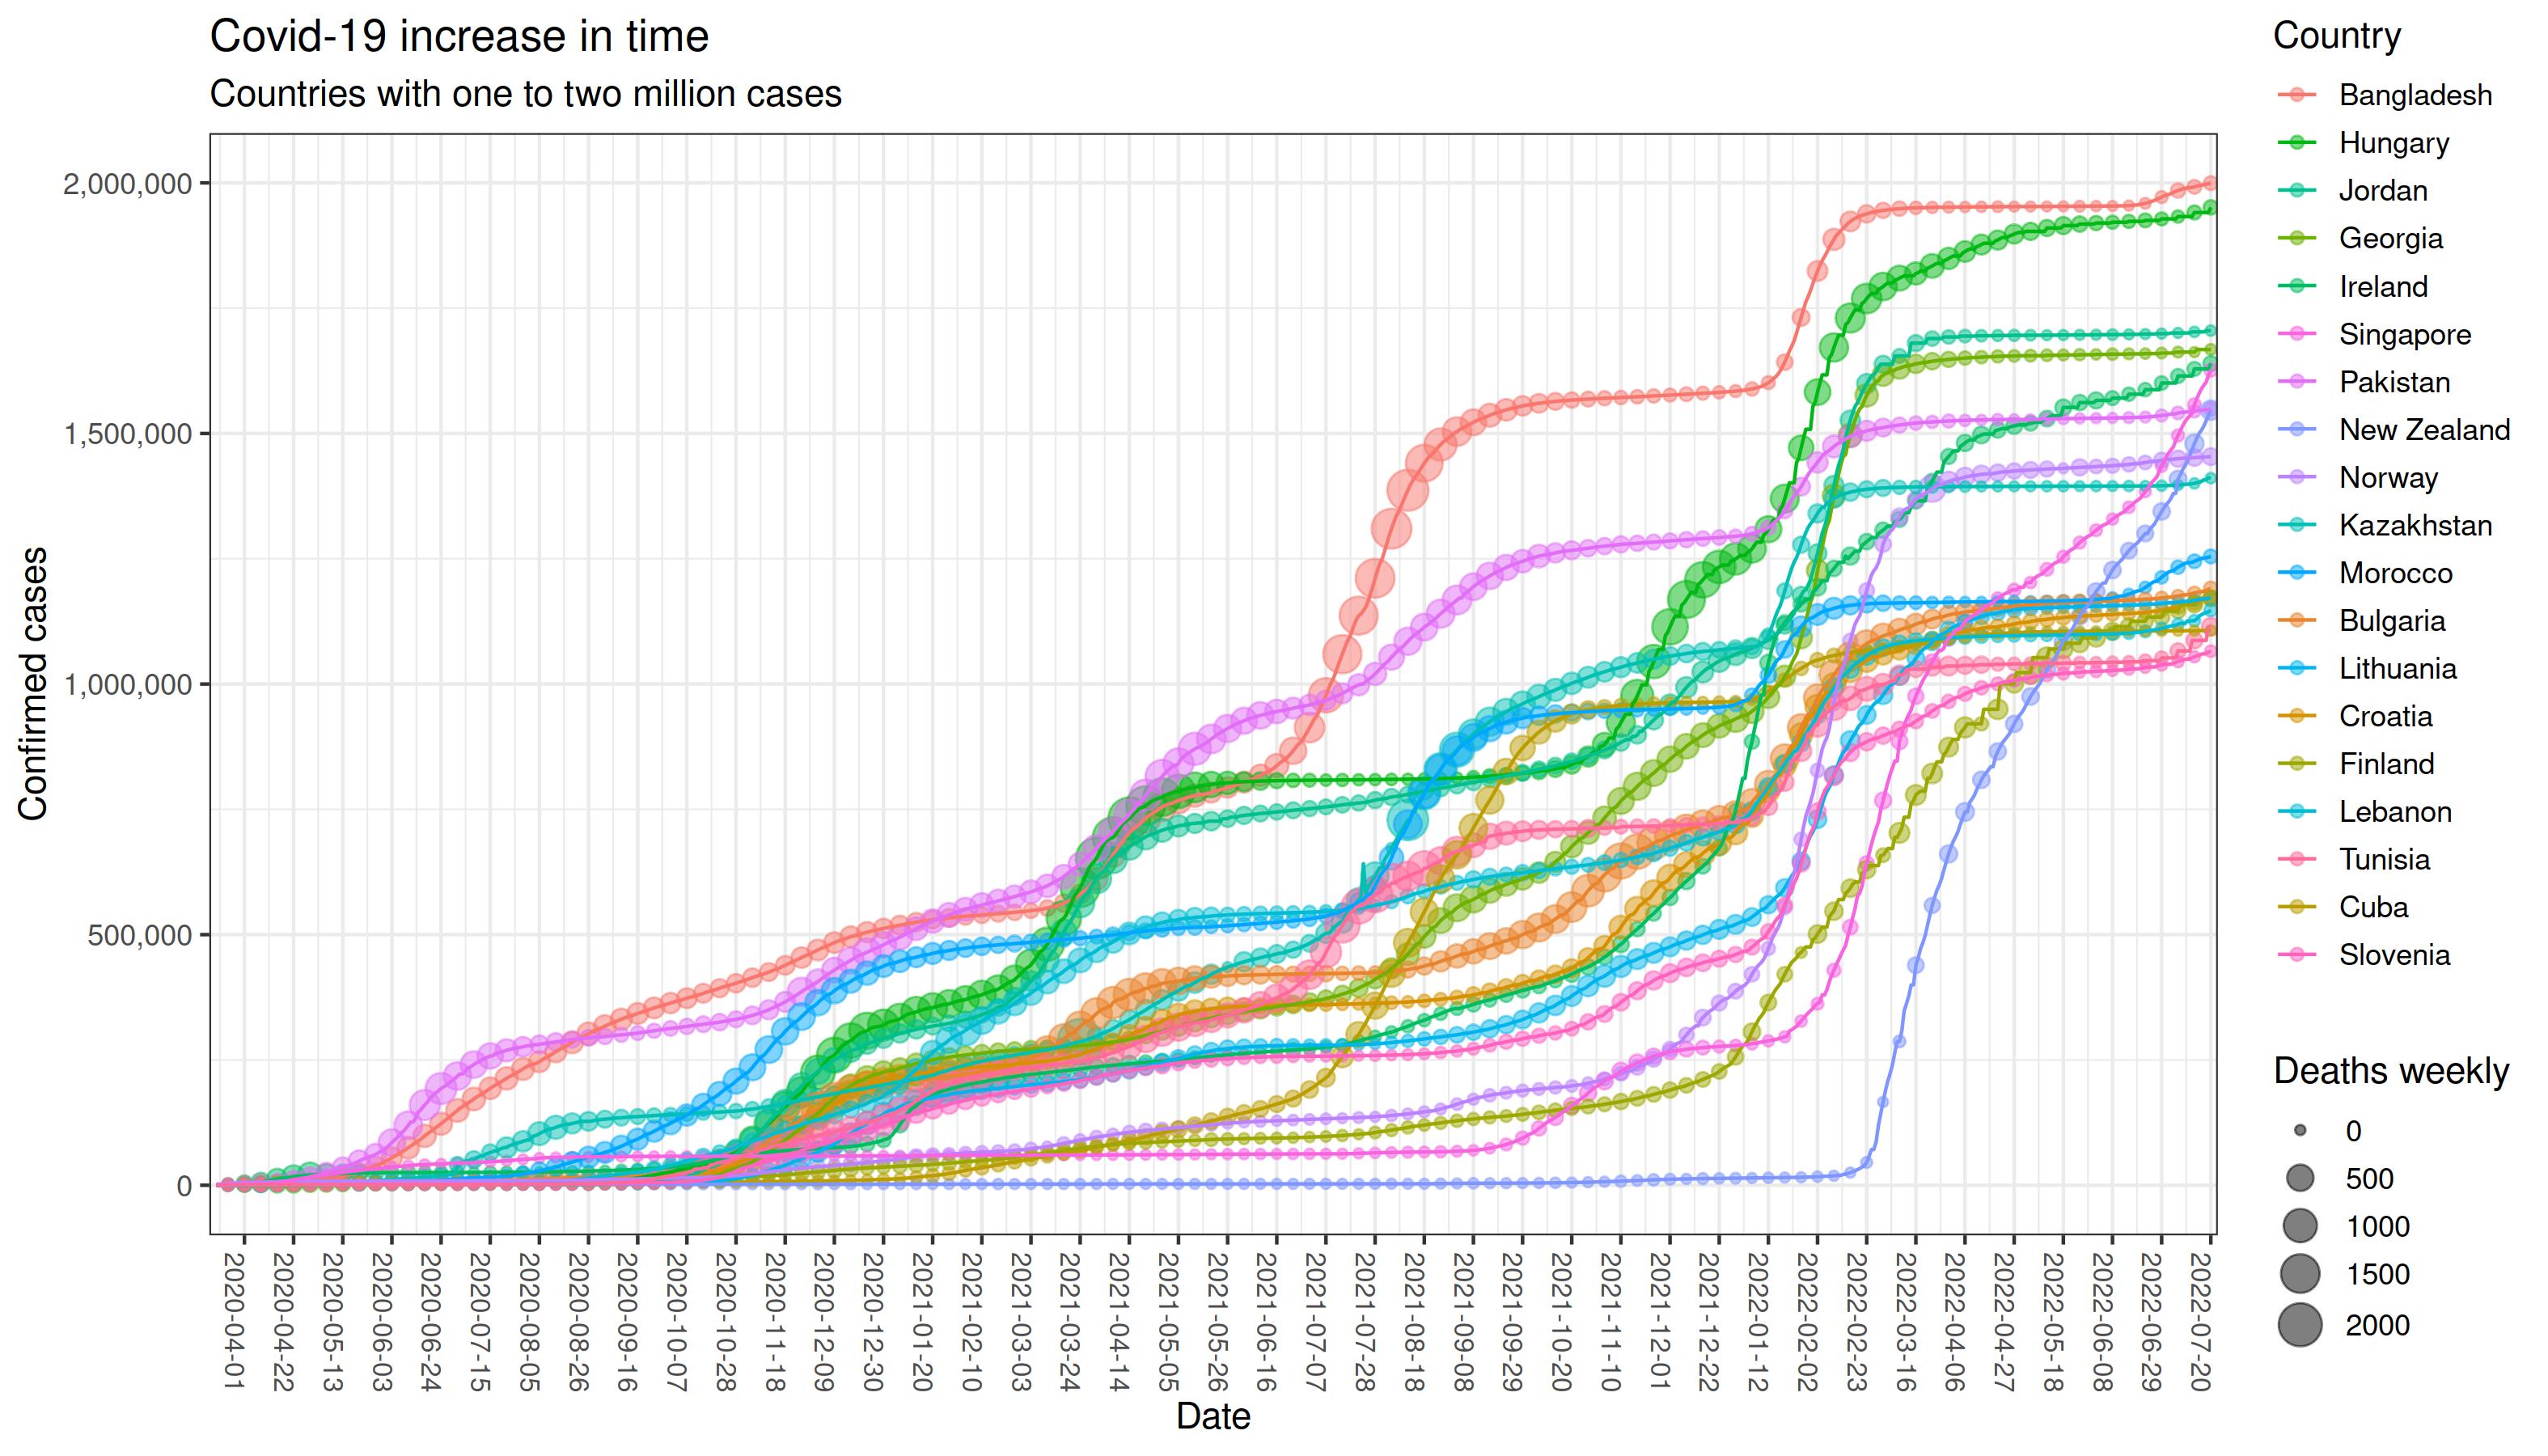 Covid-19 increase in time
Countries with one to two million cases
2,000,000
1,500,000
1,000,000
500,000
0
Confirmed cases
2020-04-01
2020-04-22
2020-05-13
2020-06-03
2020-06-24
2020-07-15
2020-08-05
2020-08-26
2020-09-16
2020-10-07
2020-10-28
2020-11-18
2020-12-09
2020-12-30
2021-01-20
2021-02-10
2021-03-03
2021-03-24
2021-04-14
2021-05-05
2021-05-26
2021-06-16
2021-07-07
2021-07-28
2021-08-18
2021-09-08
2021-09-29
2021-10-20
2021-11-10
2021-12-01
2021-12-22
2022-01-12
2022-02-02
2022-02-23
2022-03-16
2022-04-06
2022-04-27
2022-05-18
2022-06-08
2022-06-29
2022-07-20
Date
Country
Bangladesh
Hungary
Jordan
Georgia
Ireland
Singapore
Pakistan
New Zealand
Norway
Kazakhstan
Morocco
Bulgaria
Lithuania
Croatia
Finland
Lebanon
Tunisia
Cuba
Slovenia
Deaths weekly
0
500
1000
1500
2000